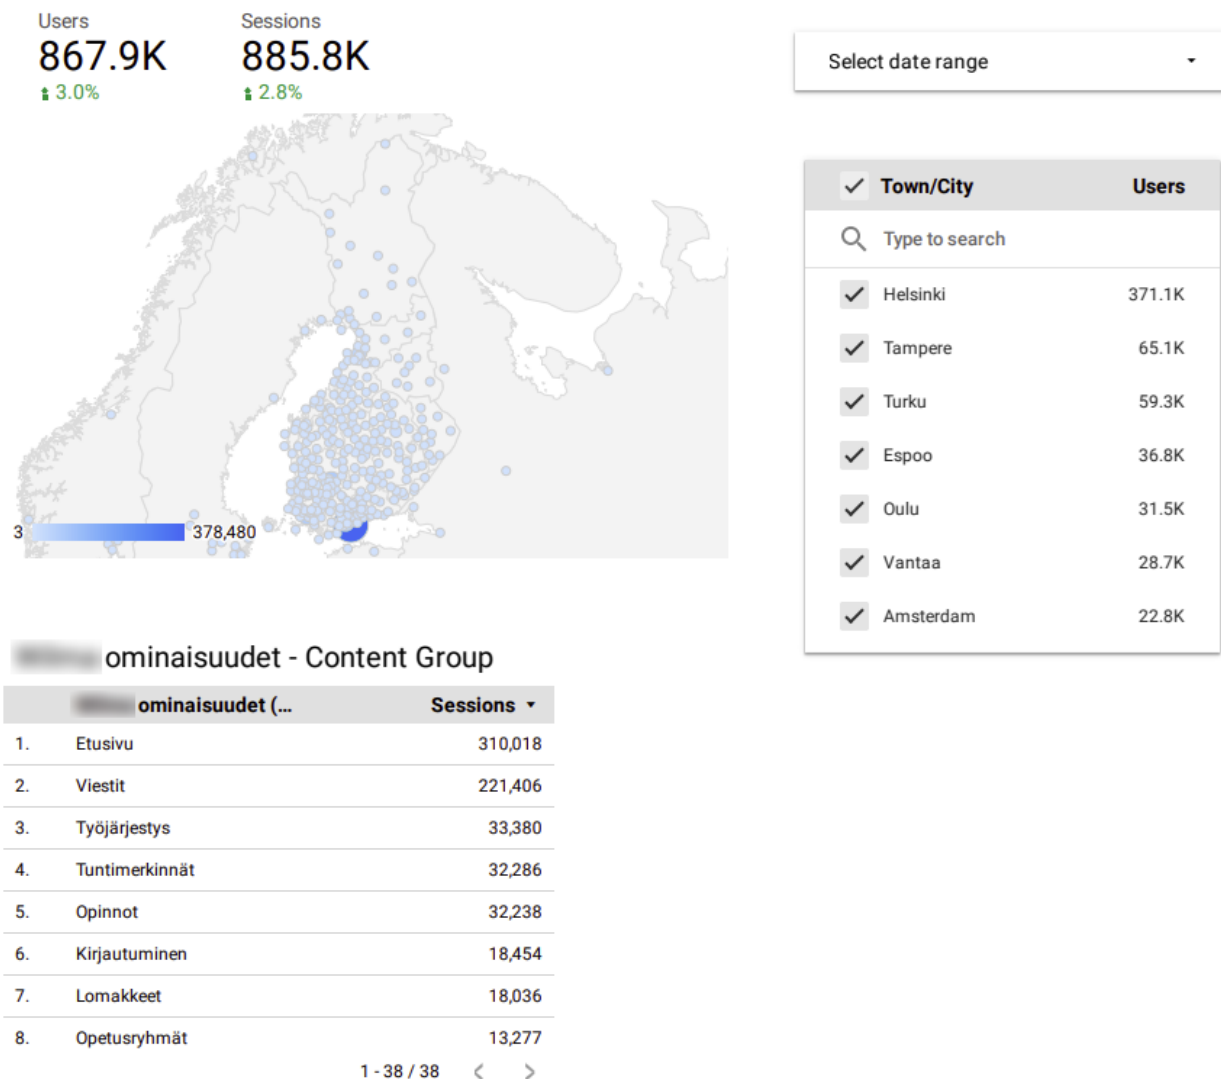 Users Sessions
867.9K 885.8K
3.0% 2.8%
Select date range
Town/City Users
Type to search
Helsinki 371.1K
Tampere 65.1K
Turku 59.3K
Espoo 36.8K
Oulu 31.5K
Vantaa 28.7K
Amsterdam 22.8K
3 378,480
ominaisuudet - Content Group
ominaisuudet (... Sessions
1. Etusivu 310,018
2. Viestit 221,406
3. Työjärjestys 33,380
4. Tuntimerkinnät 32,286
5. Opinnot 32,238
6. Kirjautuminen 18,454
7. Lomakkeet 18,036
8. Opetusryhmät 13,277
1 - 38 / 38